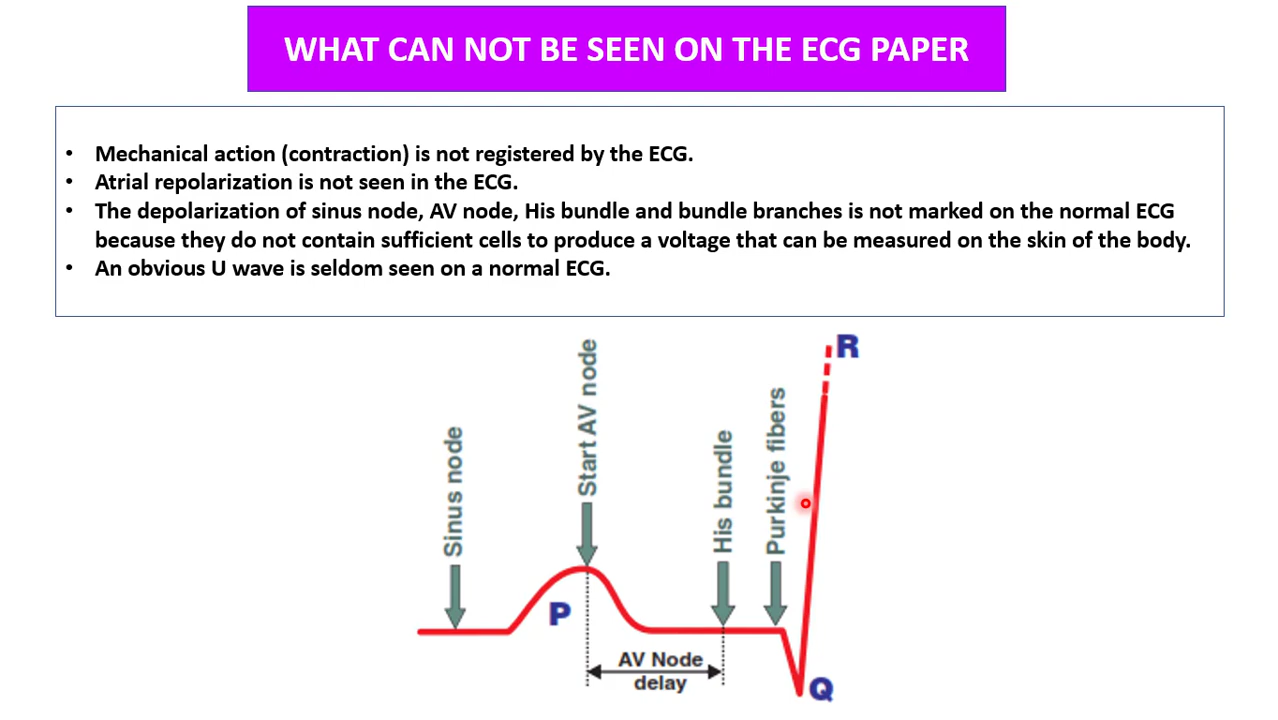 WHAT CAN NOT BE SEEN ON THE ECG PAPER
• Mechanical action (contraction) is not registered by the ECG.
• Atrial repolarization is not seen in the ECG.
• The depolarization of sinus node, AV node, His bundle and bundle branches is not marked on the normal ECG
because they do not contain sufficient cells to produce a voltage that can be measured on the skin of the body.
• An obvious U wave is seldom seen on a normal ECG.
Sinus node
Start AV node
His bundle
Purkinje fibers
R
P
AV Node
delay
Q